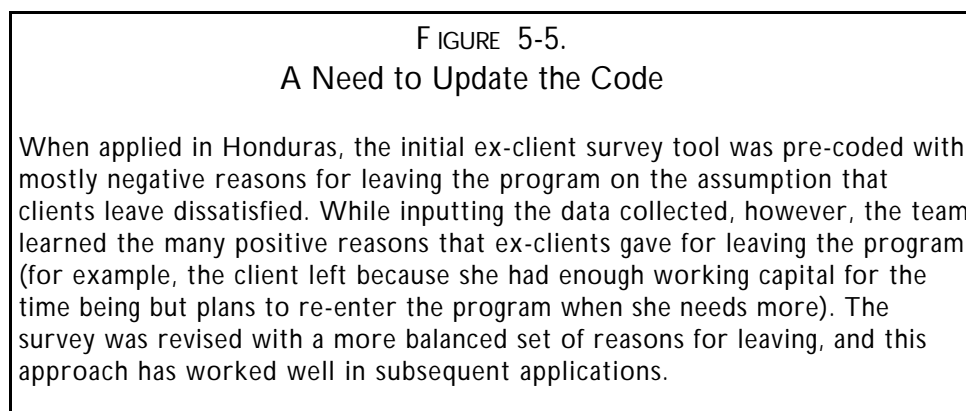 FIGURE 5-5.
A Need to Update the Code
When applied in Honduras, the initial ex-client survey tool was pre-coded with
mostly negative reasons for leaving the program on the assumption that
clients leave dissatisfied. While inputting the data collected, however, the team
learned the many positive reasons that ex-clients gave for leaving the program
(for example, the client left because she had enough working capital for the
time being but plans to re-enter the program when she needs more). The
survey was revised with a more balanced set of reasons for leaving, and this
approach has worked well in subsequent applications.